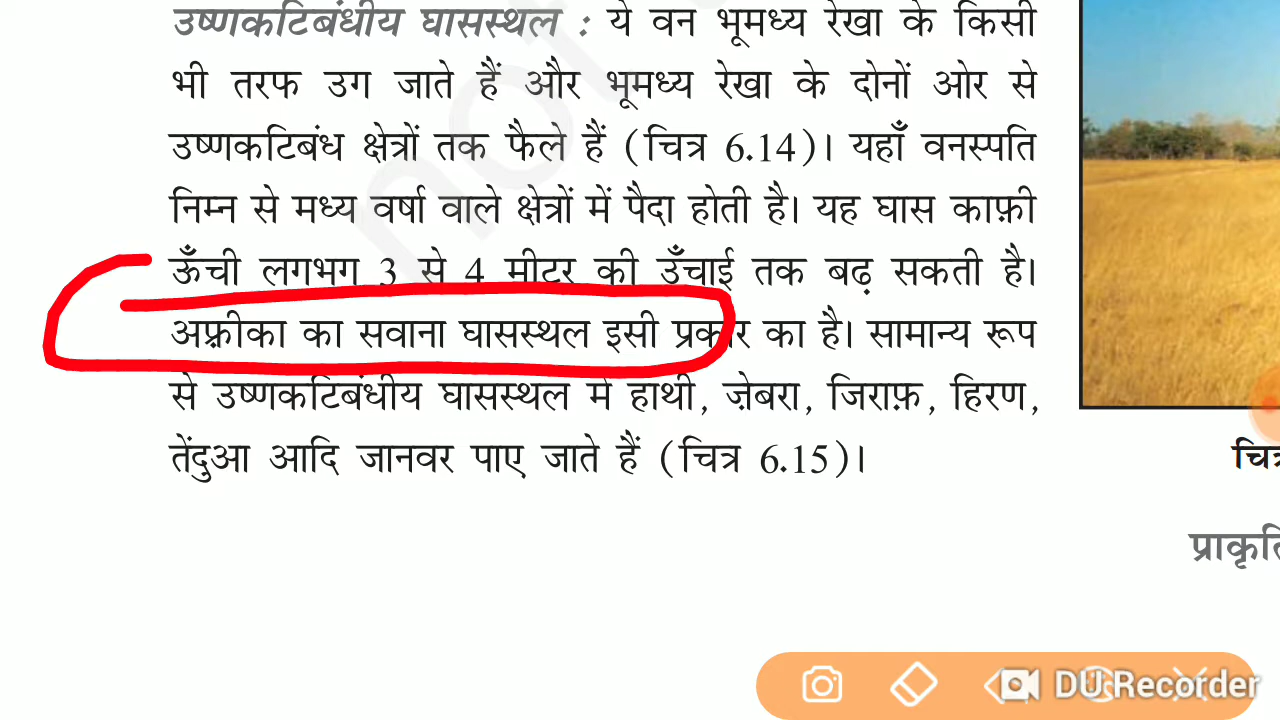 उष्णकटिबंधीय घासस्थल : ये वन भूमध्य रेखा के किसी
भी तरफ उग जाते हैं और भूमध्य रेखा के दोनों ओर से
उष्णकटिबंध क्षेत्रों तक फैले हैं (चित्र 6.14)। यहाँ वनस्पति
निम्न से मध्य वर्षा वाले क्षेत्रों में पैदा होती है। यह घास काफ़ी
ऊँची लगभग 3 से 4 मीटर की उँचाई तक बढ़ सकती है।
अफ़्रीका का सवाना घासस्थल इसी प्रकार का है। सामान्य रूप
से उष्णकटिबंधीय घासस्थल में हाथी, ज़ेबरा, जिराफ़, हिरण,
तेंदुआ आदि जानवर पाए जाते हैं (चित्र 6.15)।
not
DU Recorder